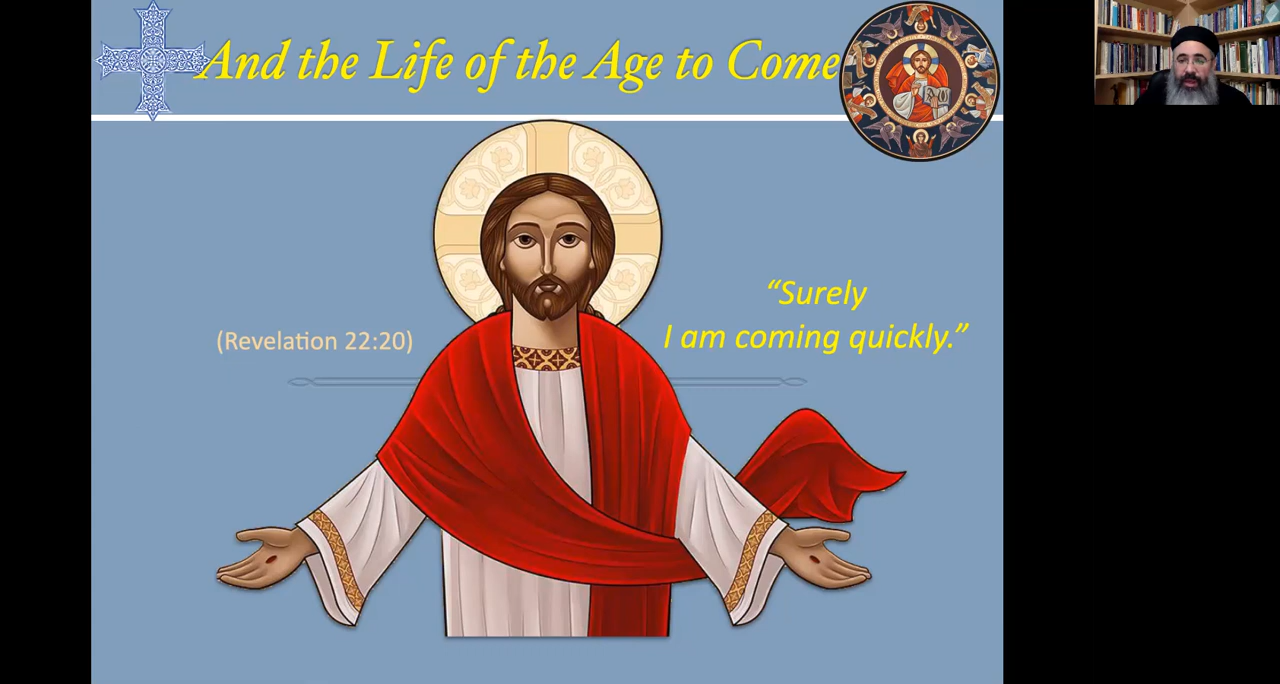 And the Life of the Age to Come
“Surely
I am coming quickly.”
(Revelation 22:20)